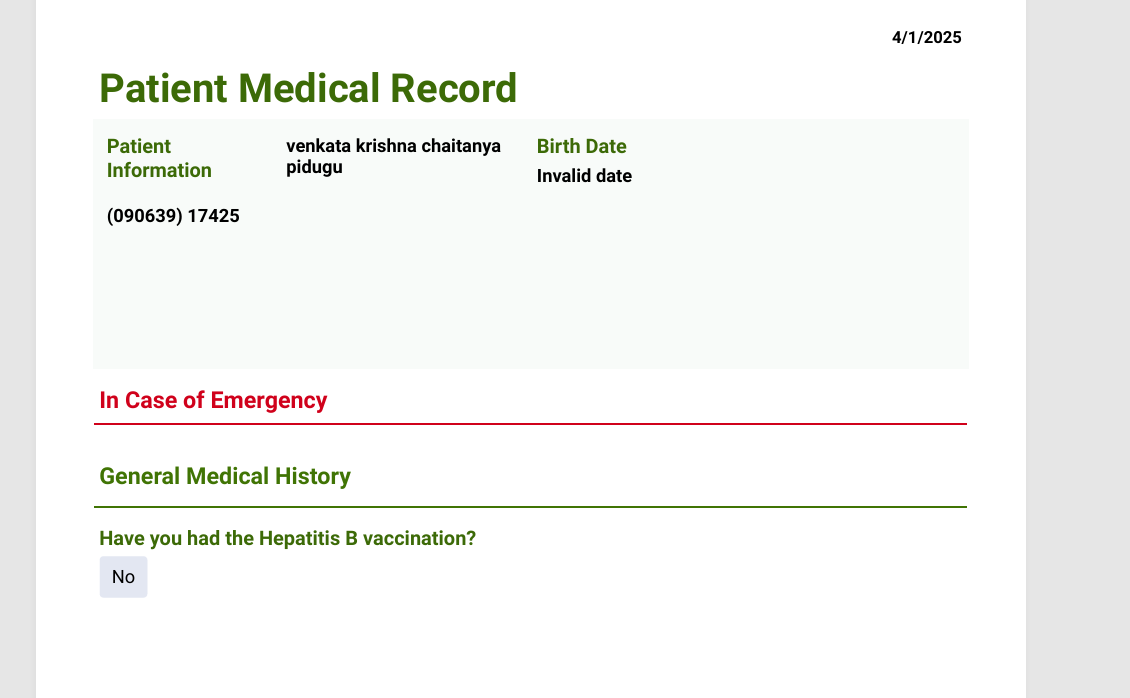 4/1/2025
Patient Medical Record
Patient
Information
venkata krishna chaitanya
pidugu
Birth Date
Invalid date
(090639) 17425
In Case of Emergency
General Medical History
Have you had the Hepatitis B vaccination?
No